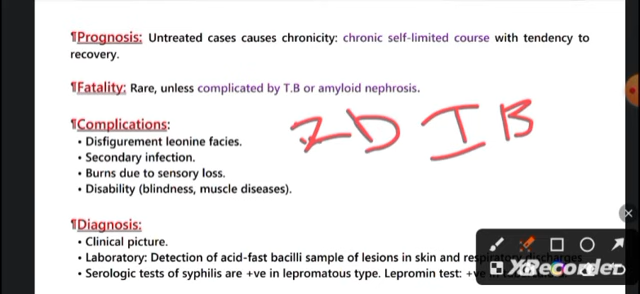 ¶Prognosis: Untreated cases causes chronicity: chronic self-limited course with tendency to
recovery.
¶Fatality: Rare, unless complicated by T.B or amyloid nephrosis.
¶Complications:
• Disfigurement leonine facies.
• Secondary infection.
• Burns due to sensory loss.
• Disability (blindness, muscle diseases).
D I B
¶Diagnosis:
• Clinical picture.
• Laboratory: Detection of acid-fast bacilli sample of lesions in skin and respiratory discharges
• Serologic tests of syphilis are +ve in lepromatous type. Lepromin test: +ve
XRecorder